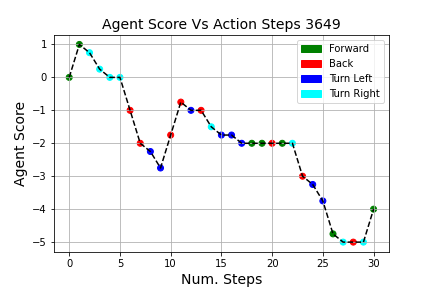 Agent Score Vs Action Steps 3649
Forward
Back
Turn Left
Turn Right
Agent Score
1
0
−1
−2
−3
−4
−5
0 5 10 15 20 25 30
Num. Steps